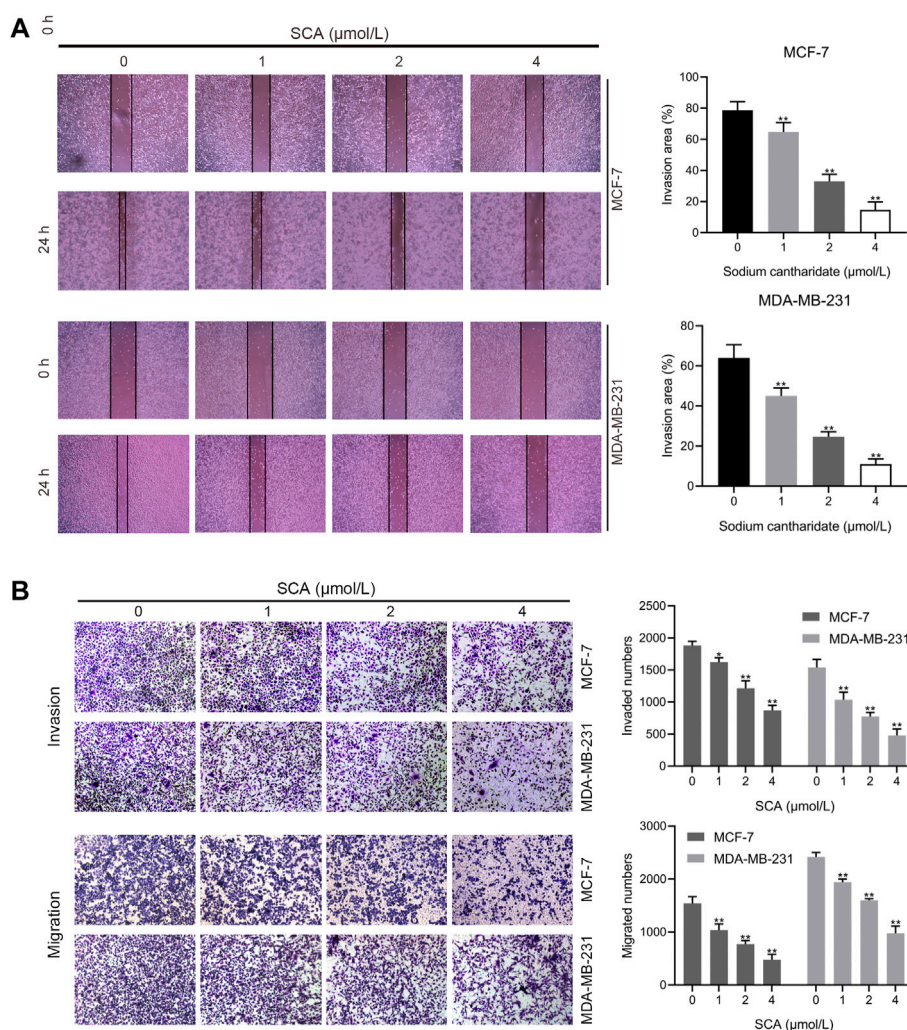 A
0 h
SCA (µmol/L)
0 1 2 4
MCF-7
24 h
0 h
MDA-MB-231
24 h
MCF-7
Invasion area (%)
100
80
60
40
20
0
**
**
**
0 1 2 4
Sodium cantharidate (µmol/L)
MDA-MB-231
Invasion area (%)
80
60
40
20
0
**
**
**
0 1 2 4
Sodium cantharidate (µmol/L)
B
SCA (µmol/L)
0 1 2 4
Invasion
MCF-7
MDA-MB-231
Migration
MCF-7
MDA-MB-231
Invaded numbers
2500
2000
1500
1000
500
0
MCF-7
MDA-MB-231
*
**
**
**
**
**
0 1 2 4 0 1 2 4
SCA (µmol/L)
Migrated numbers
3000
2000
1000
0
MCF-7
MDA-MB-231
**
**
**
**
**
**
0 1 2 4 0 1 2 4
SCA (µmol/L)